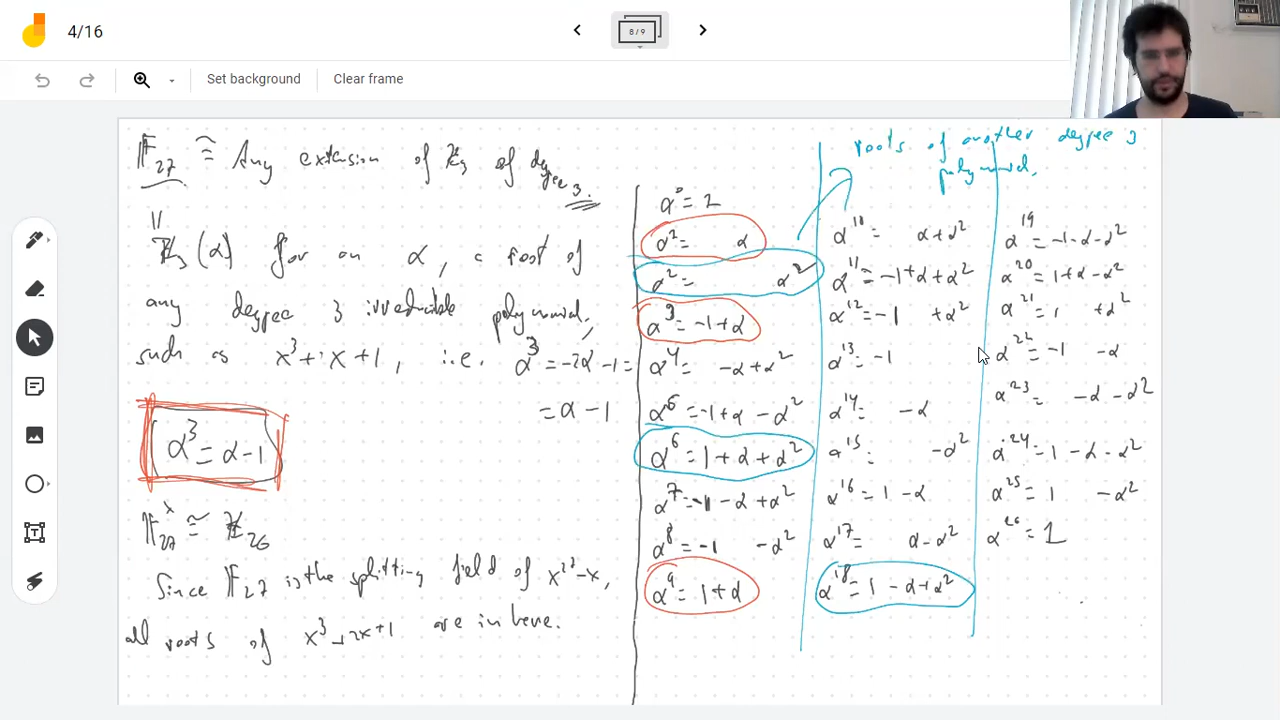 4/16
8/9
Set background
Clear frame
F₂₇ ≅ Any extension of Z₃ of degree 3.
Z₃(α) for an α, a root of
any degree 3 irreducible polynomial,
such as x³+2x+1, i.e. α³ = -2α-1 =
= α-1
α³ = α-1
F₂₇ˣ ≅ Z₂₆
Since F₂₇ is the splitting field of x²⁷-x,
all roots of x³+2x+1 are in here.
α⁰ = 1
α² = α
α² = α²
α³ = -1+α
α⁴ = -α+α²
α⁵ = -1+α-α²
α⁶ = 1+α+α²
α⁷ = -1-α+α²
α⁸ = -1 -α²
α⁹ = 1+α
roots of another degree 3
polynomial.
α¹⁰ = α+α²
α¹¹ = -1+α+α²
α¹² = -1 +α²
α¹³ = -1
α¹⁴ = -α
α¹⁵ = -α²
α¹⁶ = 1-α
α¹⁷ = α-α²
α¹⁸ = 1-α+α²
α¹⁹ = -1-α-α²
α²⁰ = 1+α-α²
α²¹ = 1 +α²
α²² = -1 -α
α²³ = -α-α²
α²⁴ = 1-α-α²
α²⁵ = 1 -α²
α²⁶ = 1